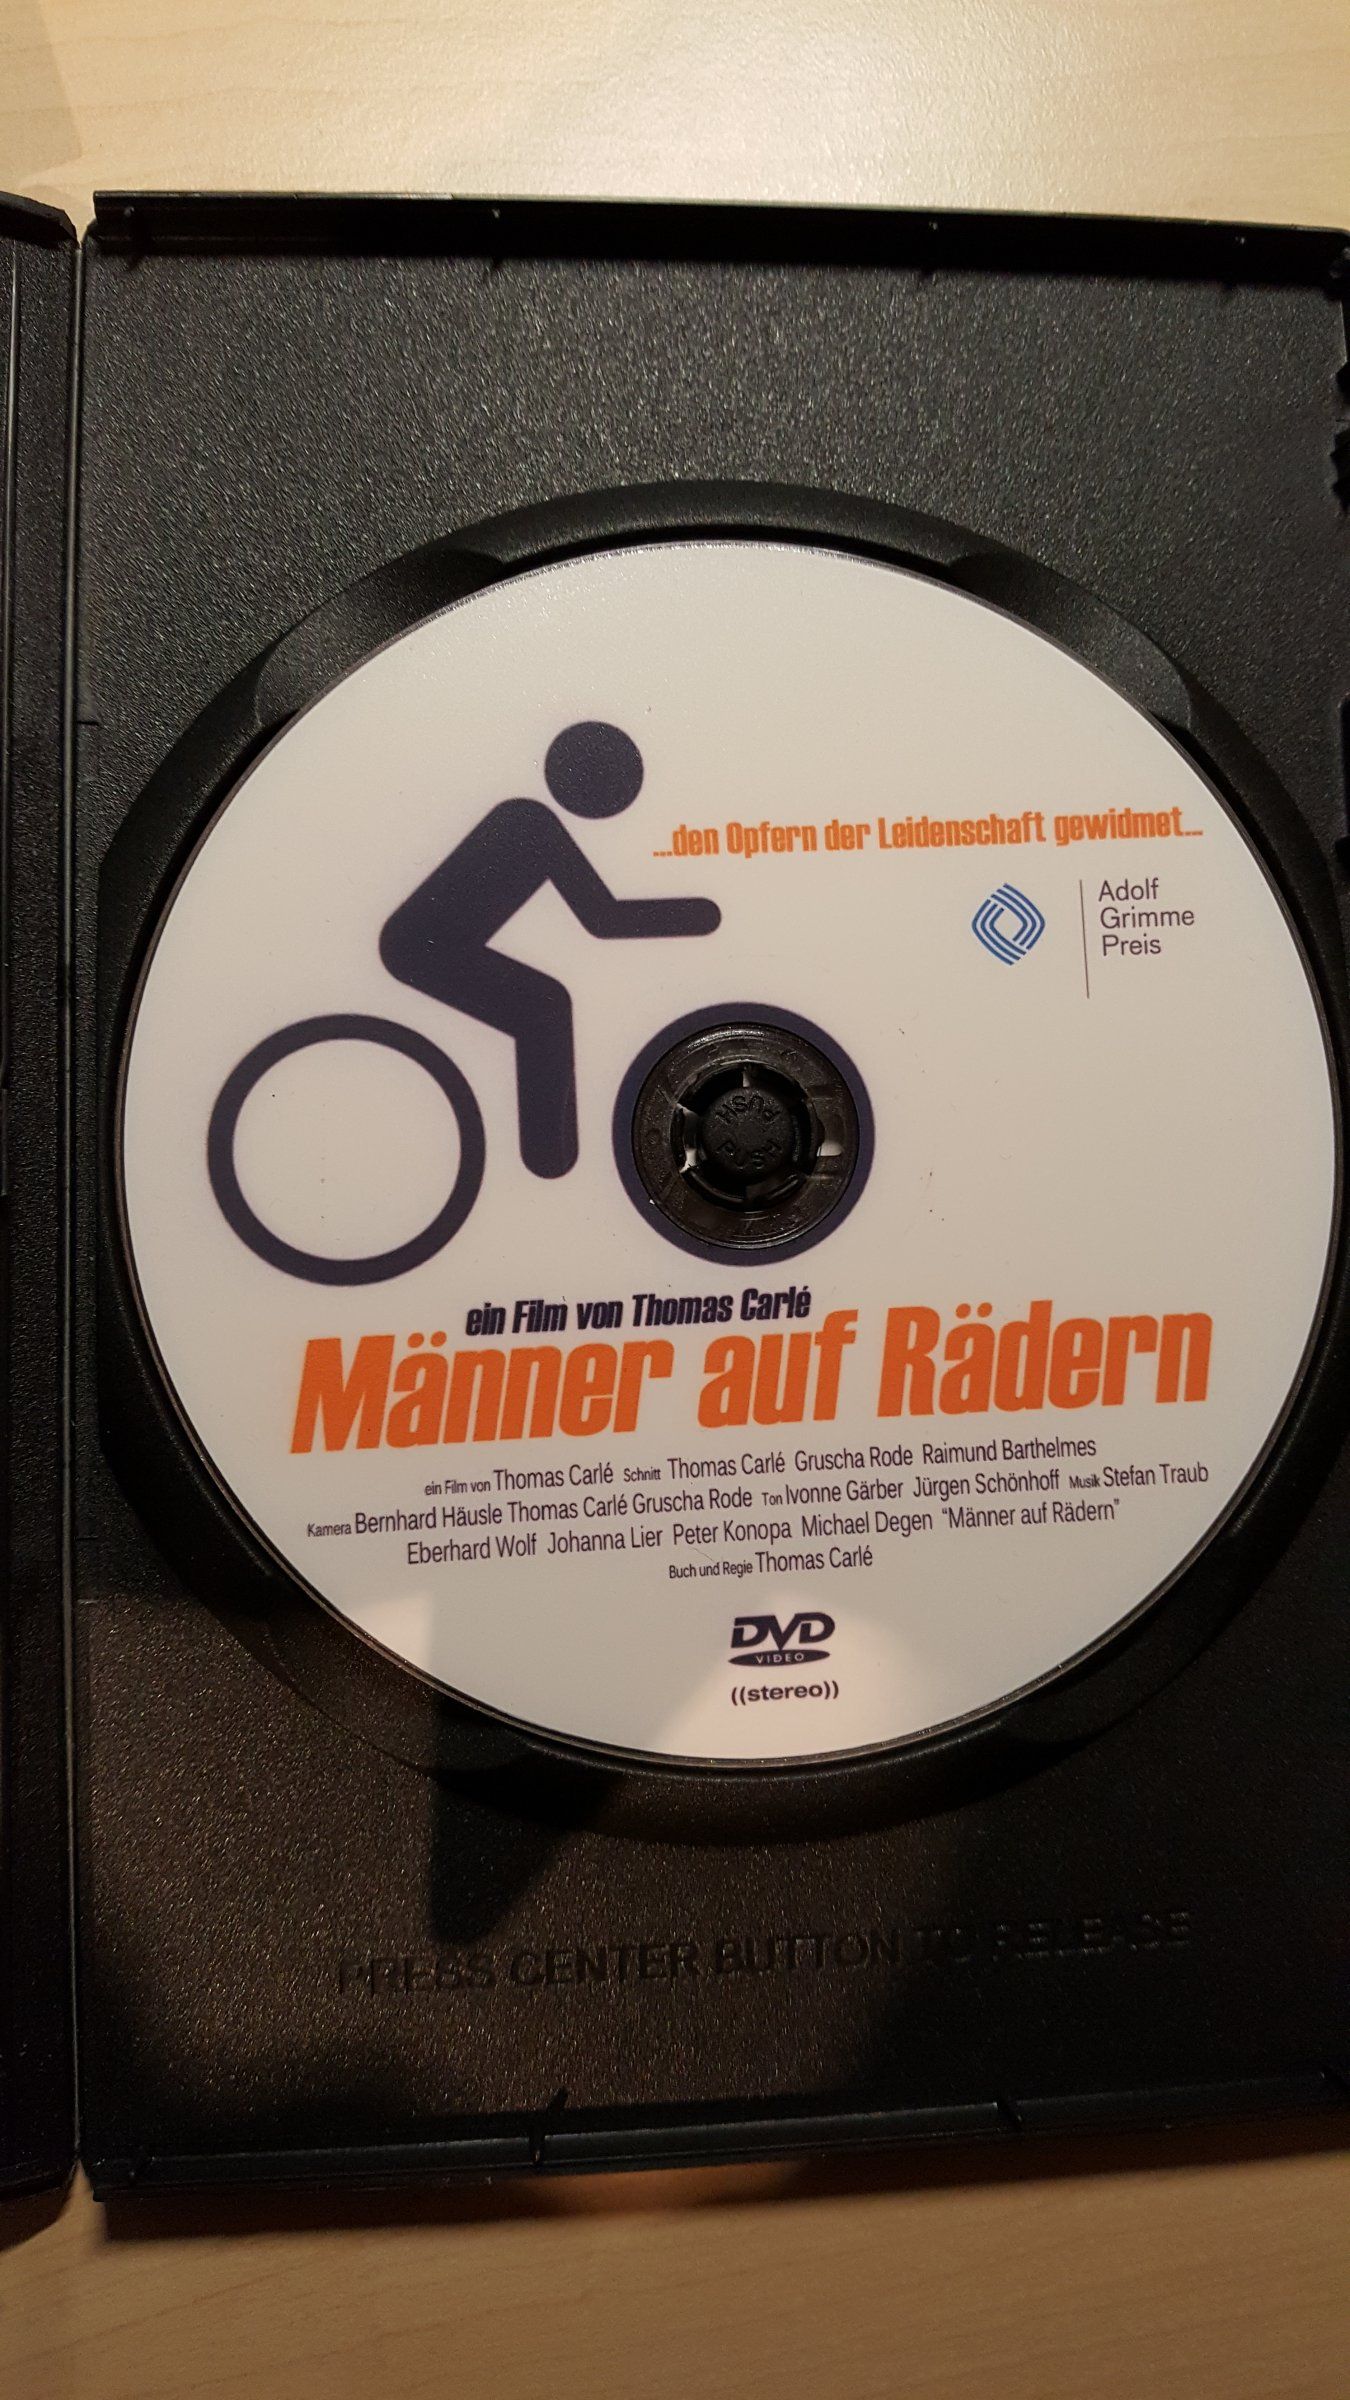 ...den Opfern der Leidenschaft gewidmet...
Adolf
Grimme
Preis
PUSH
PUSH
ein Film von Thomas Carlé
Männer auf Rädern
ein Film von Thomas Carlé Schnitt Thomas Carlé Gruscha Rode Raimund Barthelmes
Kamera Bernhard Häusle Thomas Carlé Gruscha Rode Ton Ivonne Gärber Jürgen Schönhoff Musik Stefan Traub
Eberhard Wolf Johanna Lier Peter Konopa Michael Degen “Männer auf Rädern”
Buch und Regie Thomas Carlé
DVD
VIDEO
((stereo))
PRESS CENTER BUTTON TO RELEASE